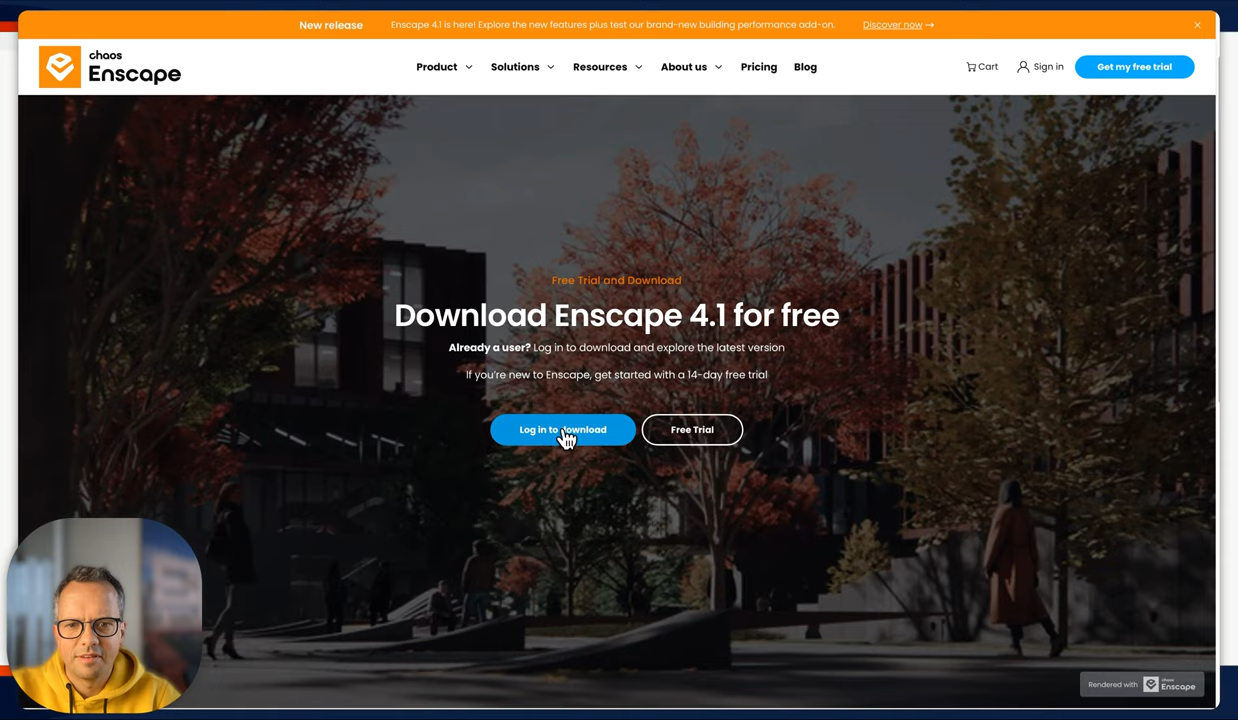 New release Enscape 4.1 is here! Explore the new features plus test our brand-new building performance add-on. Discover now →
chaos
Enscape
Product Solutions Resources About us Pricing Blog Cart Sign in Get my free trial
Free Trial and Download
Download Enscape 4.1 for free
Already a user? Log in to download and explore the latest version
If you're new to Enscape, get started with a 14-day free trial
Log in to download Free Trial
Rendered with chaos Enscape